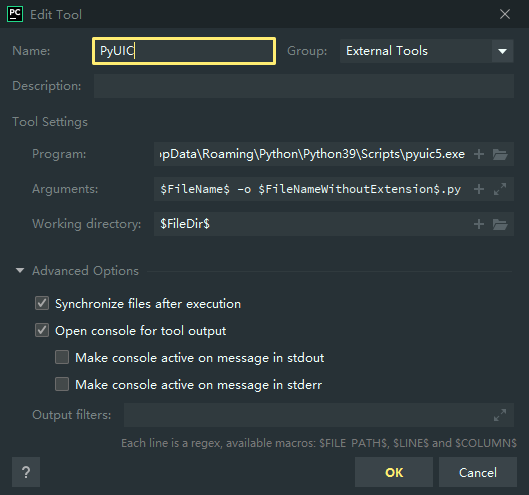 PC Edit Tool
Name: PyUIC Group: External Tools
Description:
Tool Settings
Program: pData\Roaming\Python\Python39\Scripts\pyuic5.exe
Arguments: $FileName$ -o $FileNameWithoutExtension$.py
Working directory: $FileDir$
Advanced Options
Synchronize files after execution
Open console for tool output
Make console active on message in stdout
Make console active on message in stderr
Output filters:
Each line is a regex, available macros: $FILE_PATH$, $LINE$ and $COLUMN$
? OK Cancel